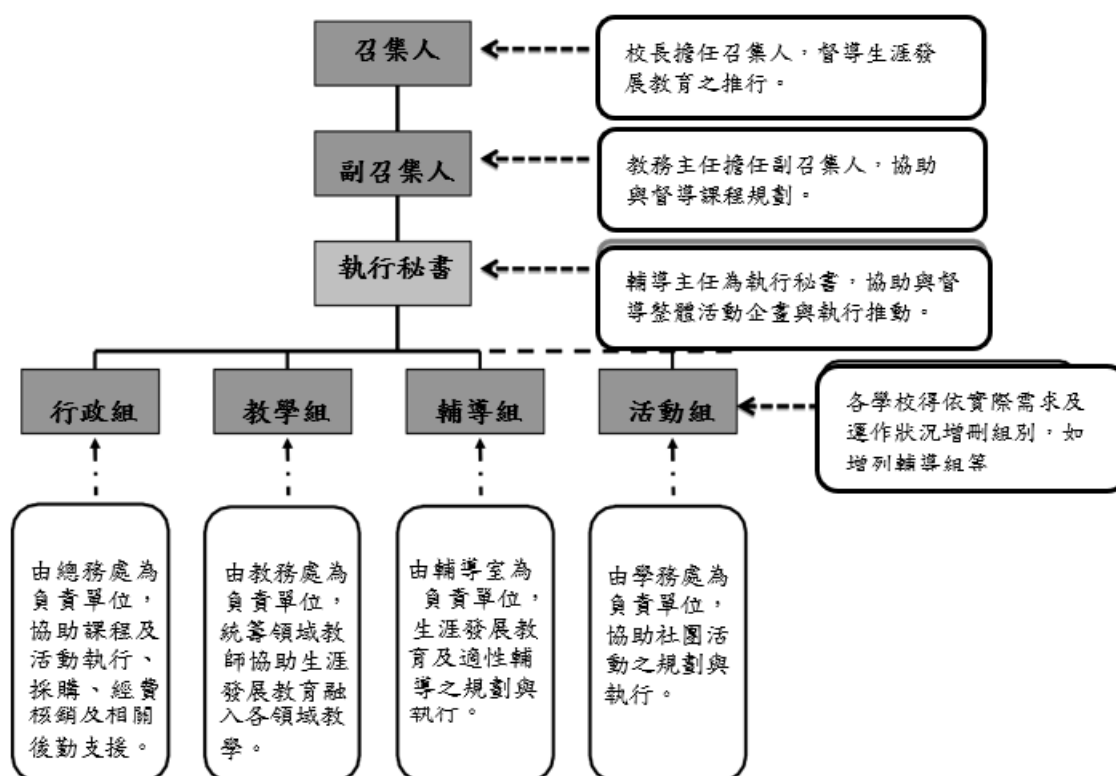 召集人
校長擔任召集人，督導生涯發
展教育之推行。
副召集人
教務主任擔任副召集人，協助
與督導課程規劃。
執行秘書
輔導主任為執行秘書，協助與督
導整體活動企畫與執行推動。
行政組
教學組
輔導組
活動組
各學校得依實際需求及
運作狀況增刪組別，如
增列輔導組等
由總務處為
負責單位，
協助課程及
活動執行、
採購、經費
核銷及相關
後勤支援。
由教務處為
負責單位，
統籌領域教
師協助生涯
發展教育融
入各領域教
學。
由輔導室為
負責單位，
生涯發展教
育及適性輔
導之規劃與
執行。
由學務處為
負責單位，
協助社團活
動之規劃與
執行。